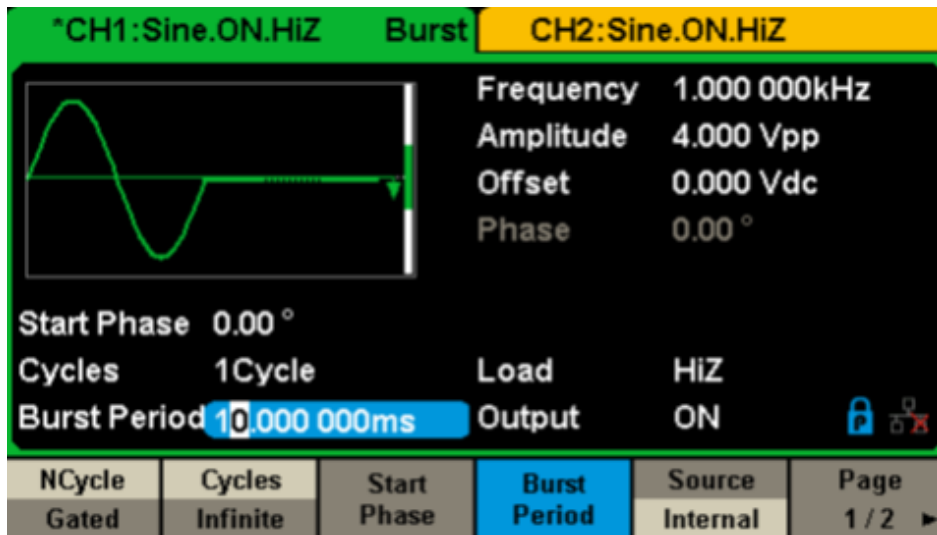 *CH1:Sine.ON.HiZ Burst CH2:Sine.ON.HiZ
Frequency 1.000 000kHz
Amplitude 4.000 Vpp
Offset 0.000 Vdc
Phase 0.00 °
Start Phase 0.00 °
Cycles 1Cycle Load HiZ
Burst Period 10.000 000ms Output ON P
NCycle Cycles Start Burst Source Page
Gated Infinite Phase Period Internal 1 / 2 ►